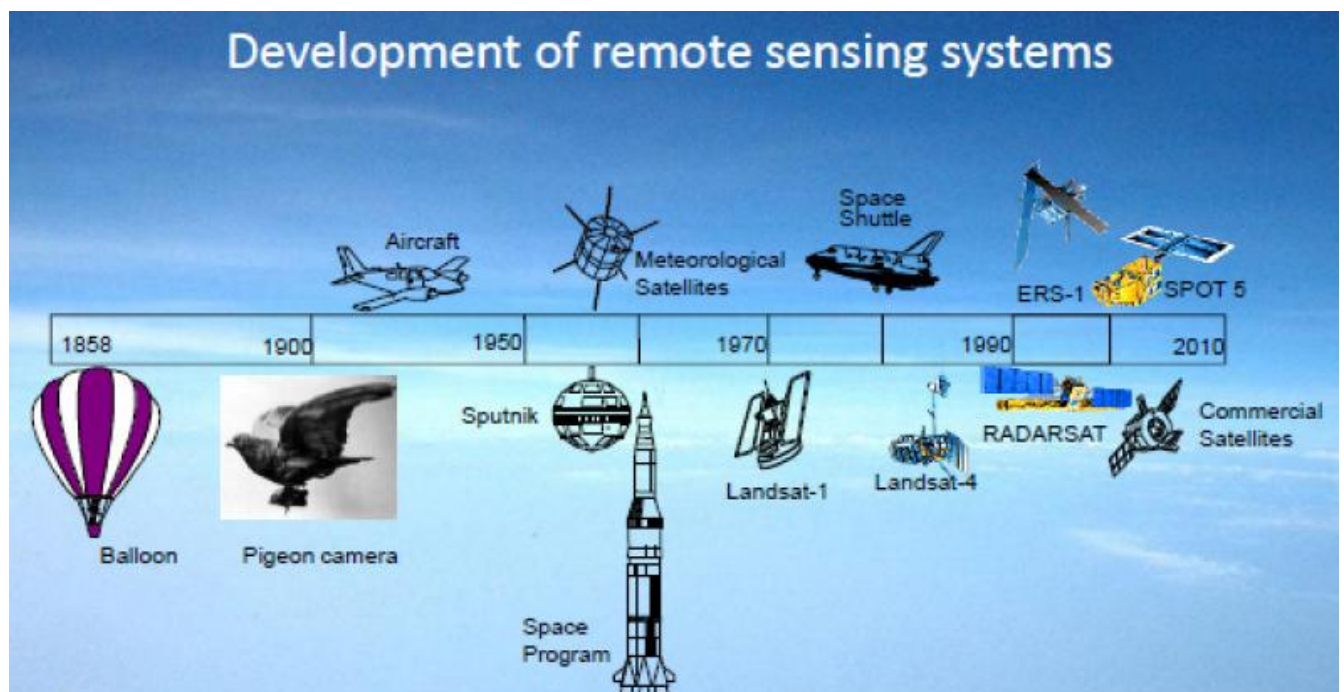 Development of remote sensing systems
Aircraft
Meteorological
Satellites
Space
Shuttle
ERS-1
SPOT 5
1858
1900
1950
1970
1990
2010
Balloon
Pigeon camera
Sputnik
Space
Program
Landsat-1
Landsat-4
RADARSAT
Commercial
Satellites